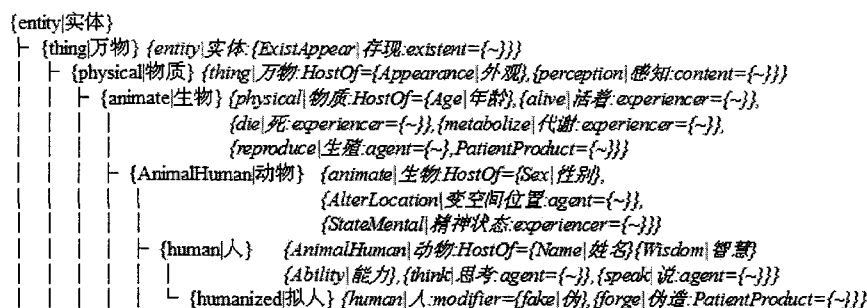 {entity|实体}
├ {thing|万物} {entity|实体:{ExistAppear|存现:existent={~}}}
├ {physical|物质} {thing|万物:HostOf={Appearance|外观},{perception|感知:content={~}}}
├ {animate|生物} {physical|物质:HostOf={Age|年龄},{alive|活着:experiencer={~}},
{die|死:experiencer={~}},{metabolize|代谢:experiencer={~}},
{reproduce|生殖:agent={~},PatientProduct={~}}}
├ {AnimalHuman|动物} {animate|生物:HostOf={Sex|性别},
{AlterLocation|变空间位置:agent={~}},
{StateMental|精神状态:experiencer={~}}}
├ {human|人} {AnimalHuman|动物:HostOf={Name|姓名}{Wisdom|智慧}
{Ability|能力},{think|思考:agent={~}},{speak|说:agent={~}}}
└ {humanized|拟人} {human|人:modifier={fake|伪},{forge|伪造:PatientProduct={~}}}